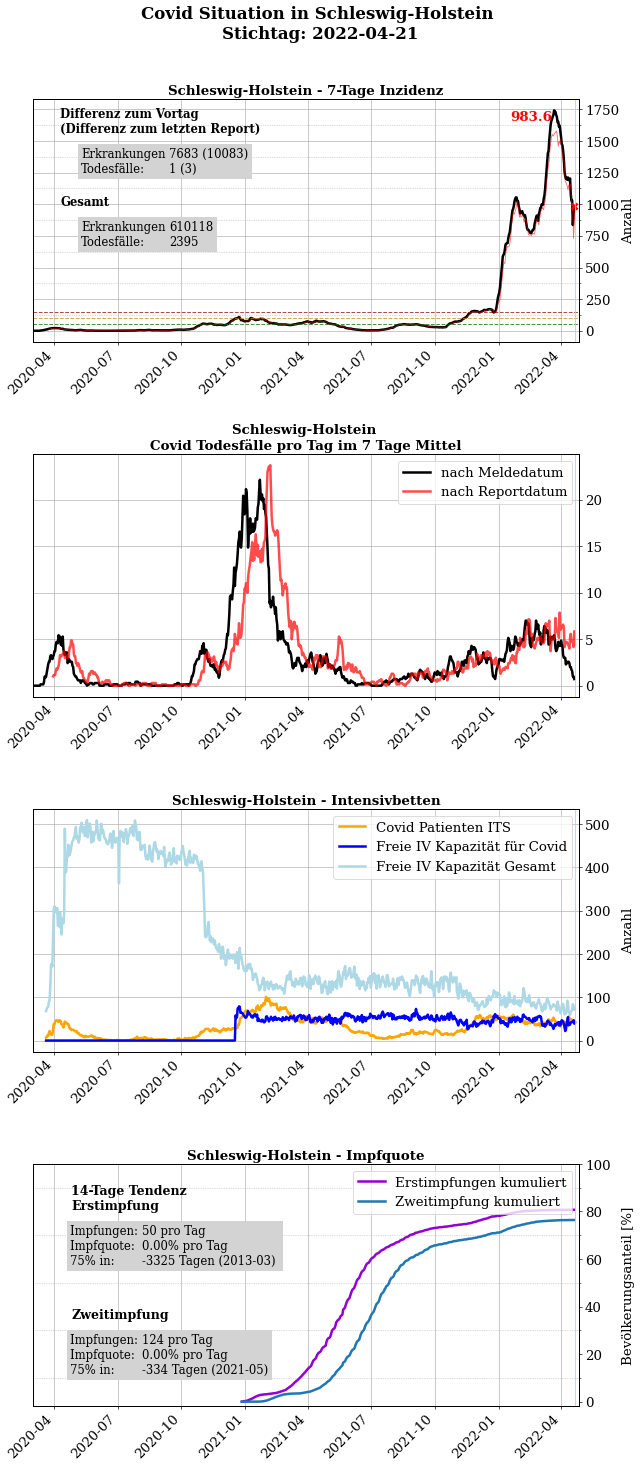 Covid Situation in Schleswig-Holstein
Stichtag: 2022-04-21
Schleswig-Holstein - 7-Tage Inzidenz
Differenz zum Vortag
(Differenz zum letzten Report)
Erkrankungen 7683 (10083)
Todesfälle: 1 (3)
Gesamt
Erkrankungen 610118
Todesfälle: 2395
983.6
1750
1500
1250
1000
750
500
250
0
Anzahl
2020-04
2020-07
2020-10
2021-01
2021-04
2021-07
2021-10
2022-01
2022-04
Schleswig-Holstein
Covid Todesfälle pro Tag im 7 Tage Mittel
nach Meldedatum
nach Reportdatum
20
15
10
5
0
2020-04
2020-07
2020-10
2021-01
2021-04
2021-07
2021-10
2022-01
2022-04
Schleswig-Holstein - Intensivbetten
Covid Patienten ITS
Freie IV Kapazität für Covid
Freie IV Kapazität Gesamt
500
400
300
200
100
0
Anzahl
2020-04
2020-07
2020-10
2021-01
2021-04
2021-07
2021-10
2022-01
2022-04
Schleswig-Holstein - Impfquote
14-Tage Tendenz
Erstimpfung
Impfungen: 50 pro Tag
Impfquote: 0.00% pro Tag
75% in: -3325 Tagen (2013-03)
Zweitimpfung
Impfungen: 124 pro Tag
Impfquote: 0.00% pro Tag
75% in: -334 Tagen (2021-05)
Erstimpfungen kumuliert
Zweitimpfung kumuliert
100
80
60
40
20
0
Bevölkerungsanteil [%]
2020-04
2020-07
2020-10
2021-01
2021-04
2021-07
2021-10
2022-01
2022-04